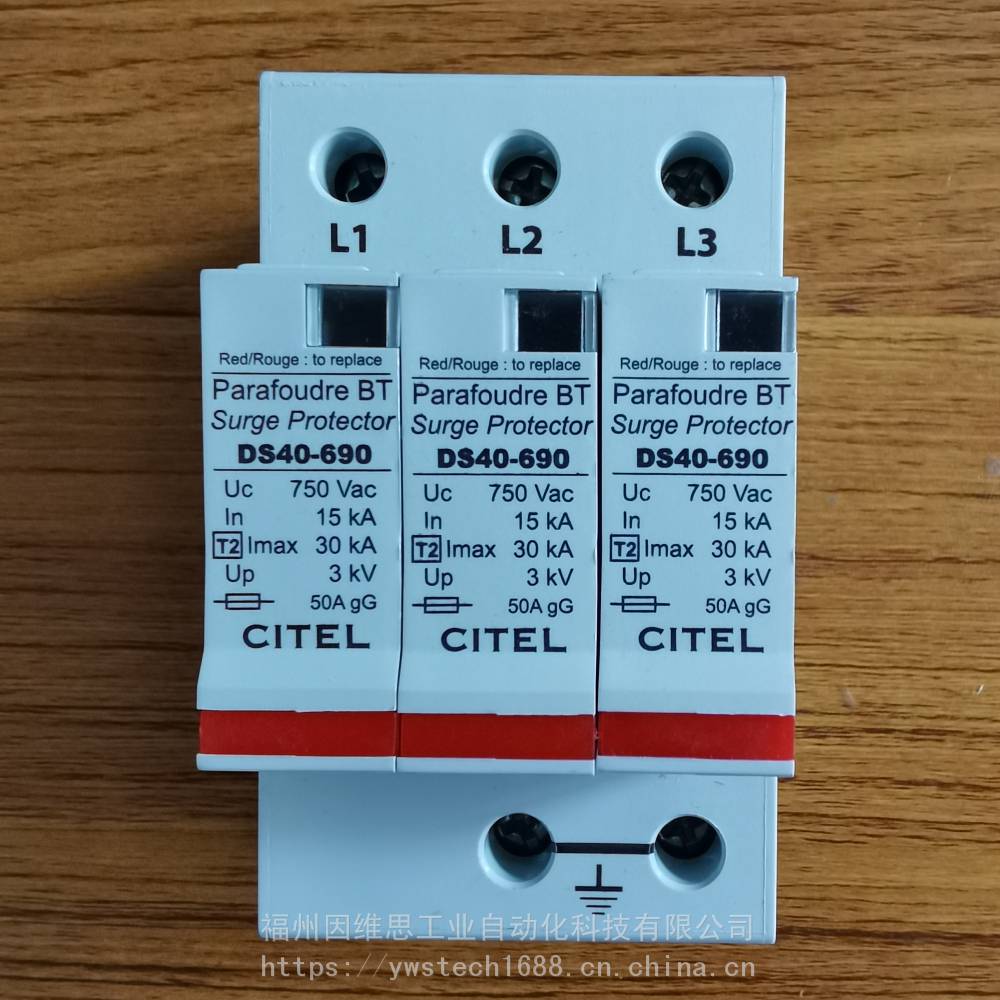 L1 L2 L3
Red/Rouge : to replace
Parafoudre BT
Surge Protector
DS40-690
Uc 750 Vac
In 15 kA
T2 Imax 30 kA
Up 3 kV
50A gG
CITEL
Red/Rouge : to replace
Parafoudre BT
Surge Protector
DS40-690
Uc 750 Vac
In 15 kA
T2 Imax 30 kA
Up 3 kV
50A gG
CITEL
Red/Rouge : to replace
Parafoudre BT
Surge Protector
DS40-690
Uc 750 Vac
In 15 kA
T2 Imax 30 kA
Up 3 kV
50A gG
CITEL
福州因维思工业自动化科技有限公司
https://ywstech1688.cn.china.cn